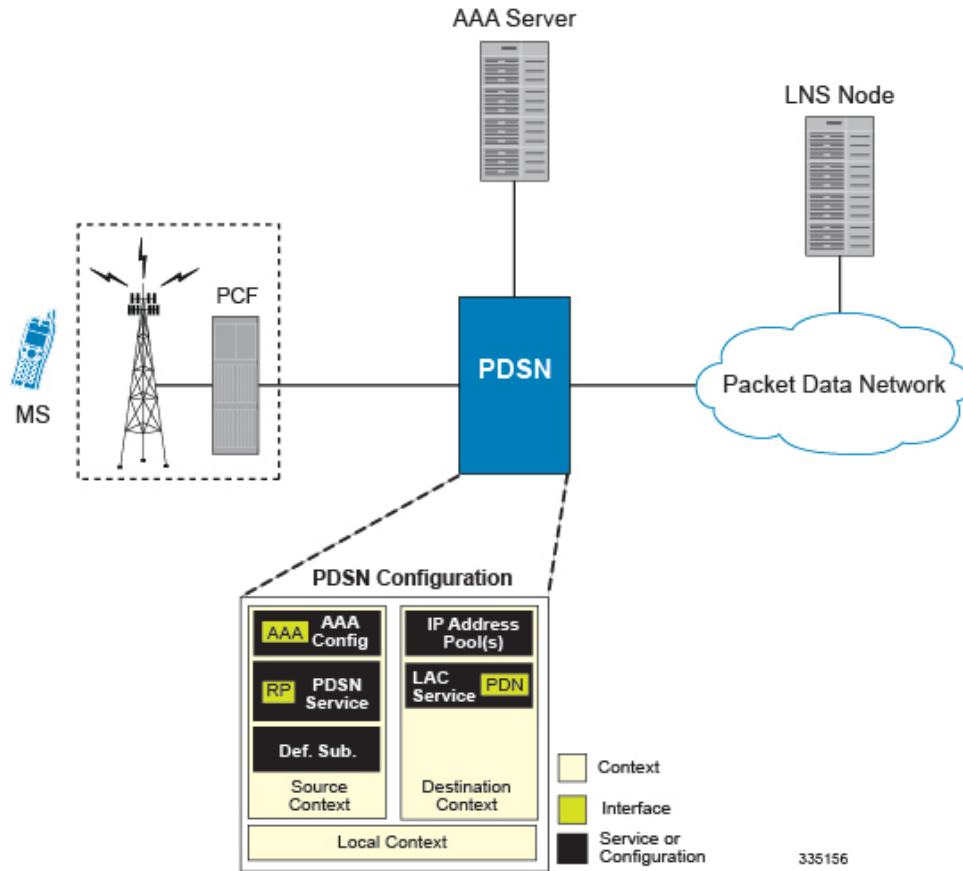 AAA Server
LNS Node
PCF
MS
PDSN
Packet Data Network
PDSN Configuration
AAA
AAA
Config
RP
PDSN
Service
Def. Sub.
Source
Context
IP Address
Pool(s)
LAC
Service
PDN
Destination
Context
Local Context
Context
Interface
Service or
Configuration
335156